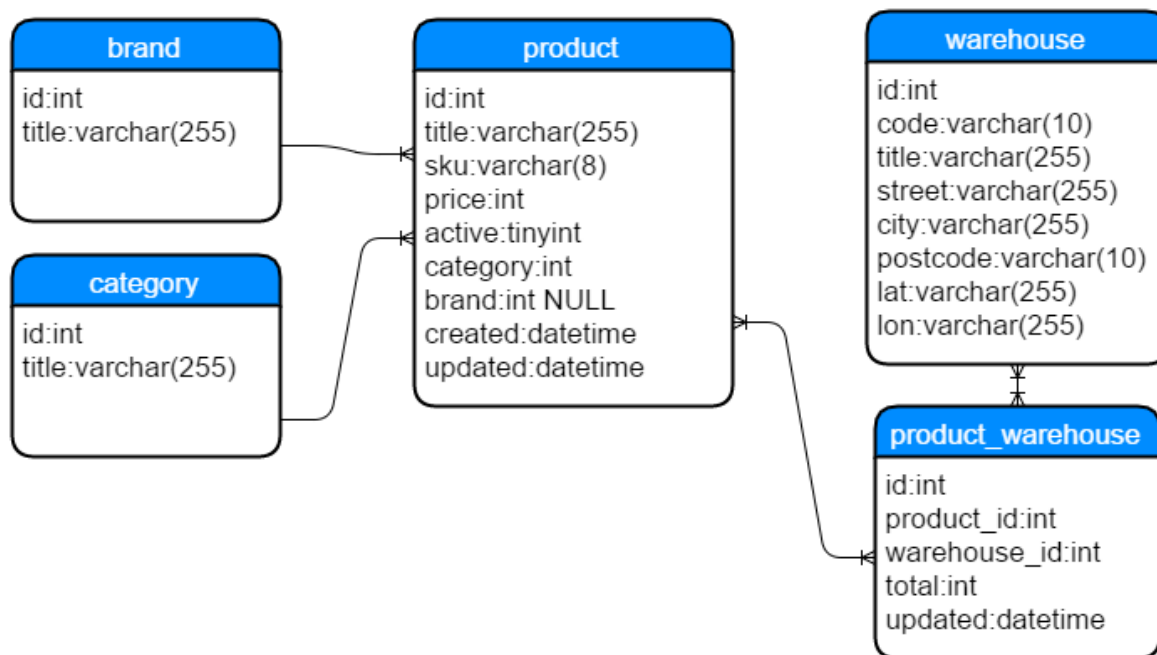 brand
id:int
title:varchar(255)
category
id:int
title:varchar(255)
product
id:int
title:varchar(255)
sku:varchar(8)
price:int
active:tinyint
category:int
brand:int NULL
created:datetime
updated:datetime
warehouse
id:int
code:varchar(10)
title:varchar(255)
street:varchar(255)
city:varchar(255)
postcode:varchar(10)
lat:varchar(255)
lon:varchar(255)
product_warehouse
id:int
product_id:int
warehouse_id:int
total:int
updated:datetime